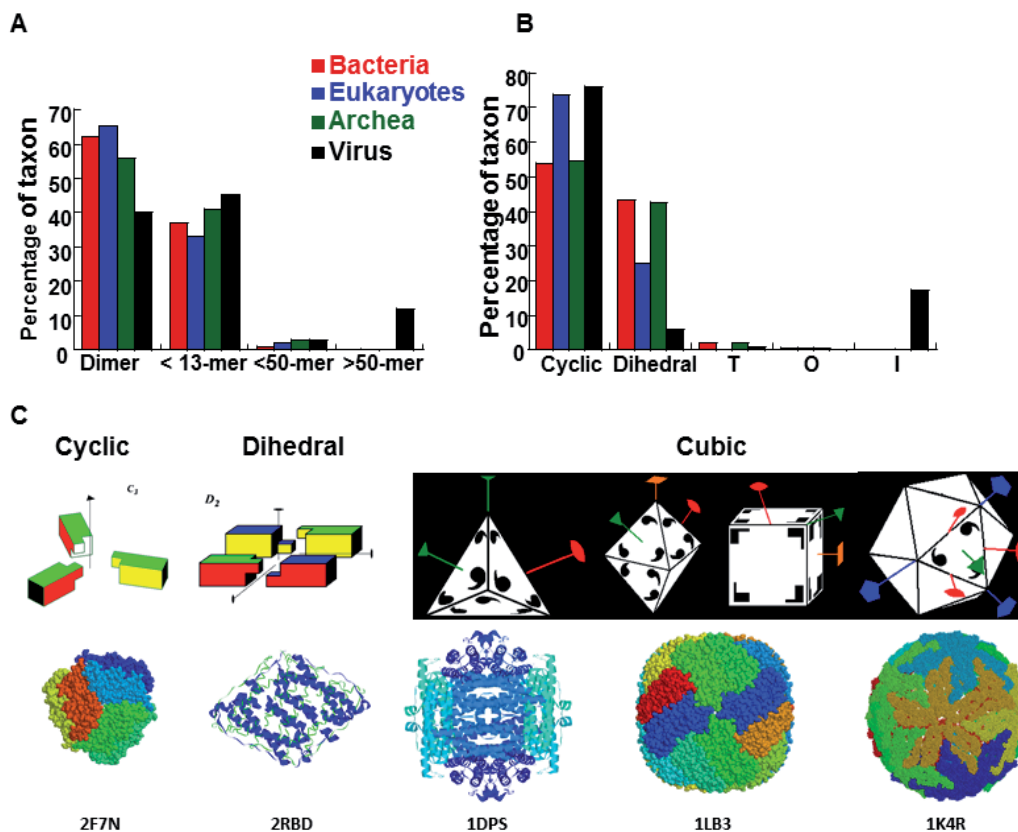 A
B
Bacteria
Eukaryotes
Archea
Virus
Percentage of taxon
70
60
50
40
30
20
10
0
Dimer < 13-mer <50-mer >50-mer
Percentage of taxon
80
70
60
50
40
30
20
10
0
Cyclic Dihedral T O I
C
Cyclic Dihedral Cubic
D2
2F7N 2RBD 1DPS 1LB3 1K4R